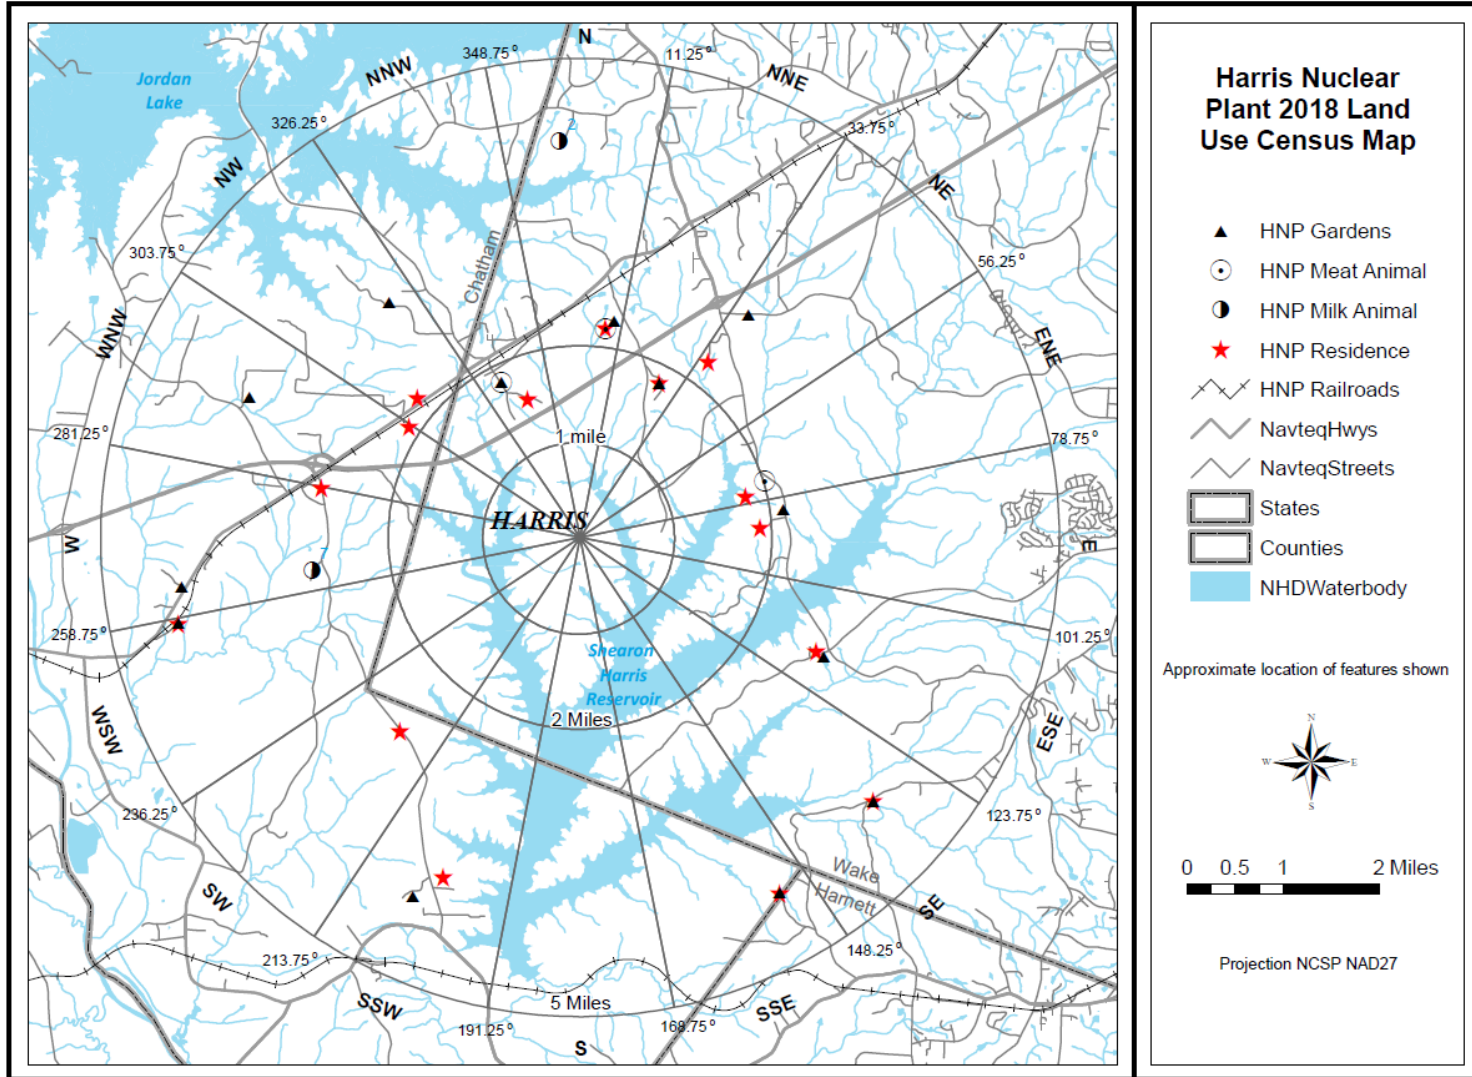 N
348.75°
11.25°
NNW
NNE
Jordan
Lake
326.25°
2
33.75°
NW
NE
303.75°
Chatham
56.25°
WNW
ENE
1 mile
281.25°
78.75°
HARRIS
W
E
7
258.75°
101.25°
Shearon
Harris
Reservoir
2 Miles
WSW
ESE
236.25°
123.75°
Wake
Harnett
SW
SE
213.75°
148.25°
5 Miles
SSW
SSE
191.25°
168.75°
S
Harris Nuclear
Plant 2018 Land
Use Census Map
HNP Gardens
HNP Meat Animal
HNP Milk Animal
HNP Residence
HNP Railroads
NavteqHwys
NavteqStreets
States
Counties
NHDWaterbody
Approximate location of features shown
N
W E
S
0 0.5 1 2 Miles
Projection NCSP NAD27